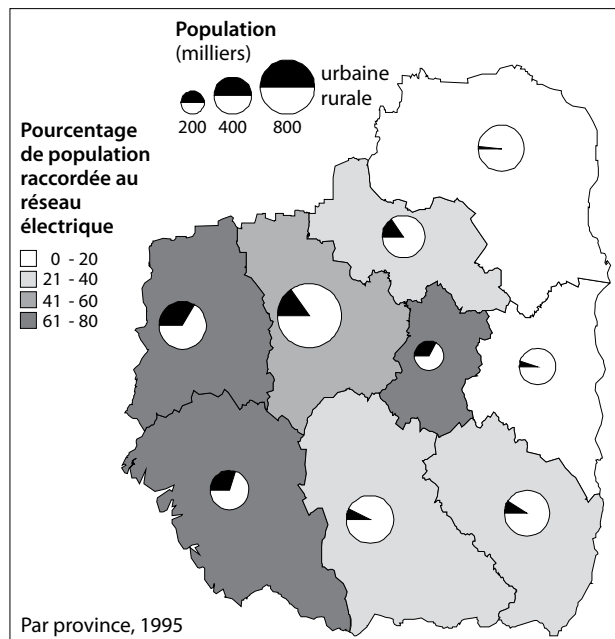 Population
(milliers)
urbaine
rurale
200 400 800
Pourcentage
de population
raccordée au
réseau
électrique
0 - 20
21 - 40
41 - 60
61 - 80
Par province, 1995